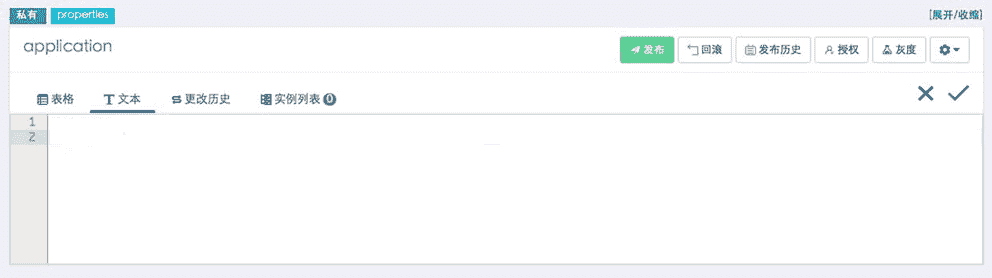 私有 properties [展开/收缩]
application 发布 回滚 发布历史 授权 灰度
表格 文本 更改历史 实例列表 0
1
2